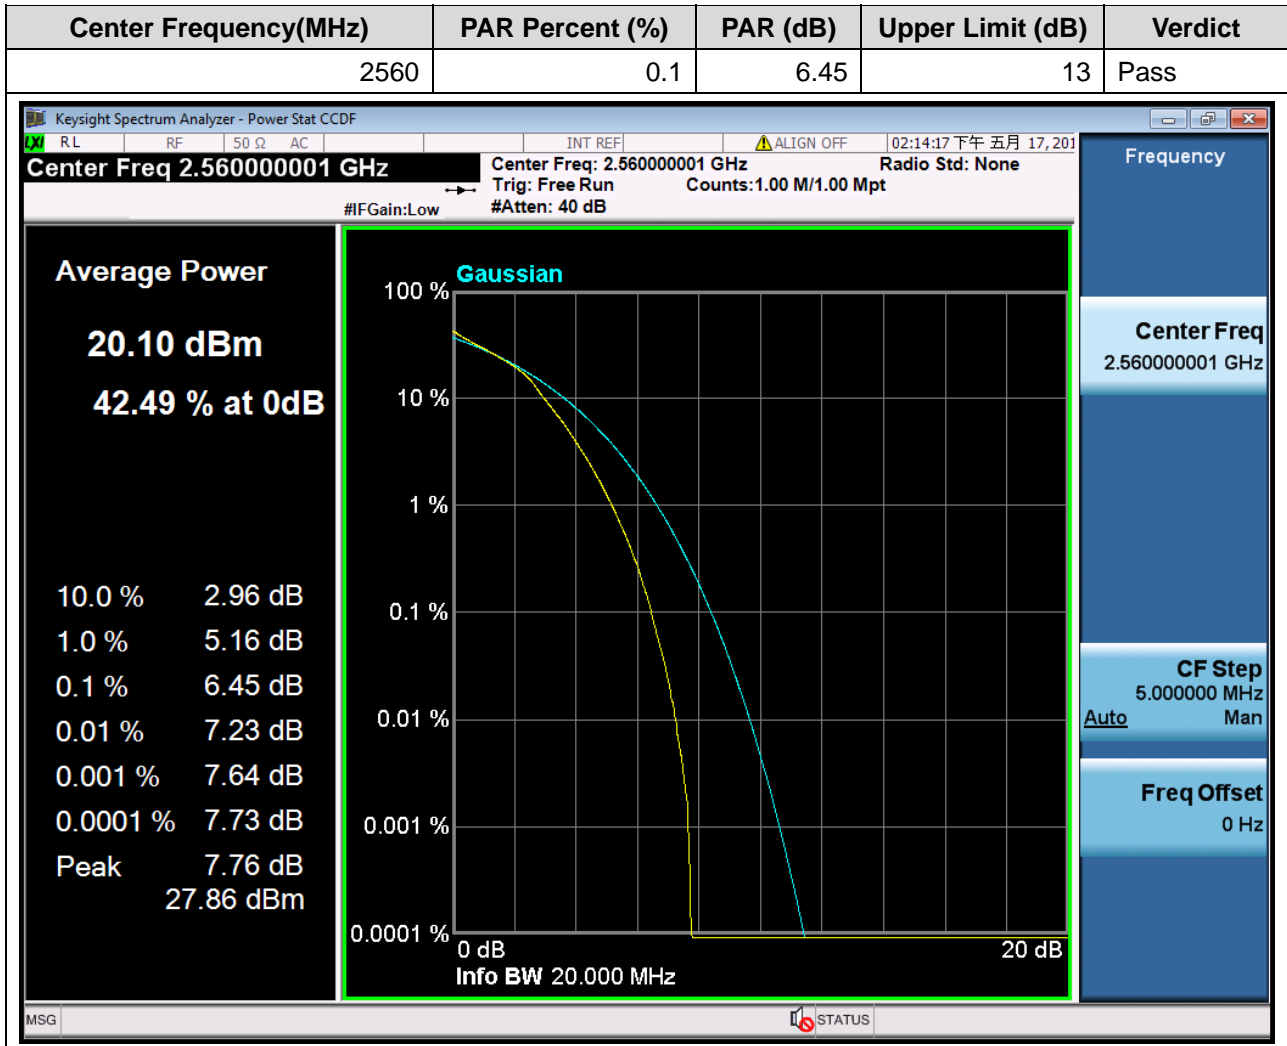 Center Frequency(MHz) PAR Percent (%) PAR (dB) Upper Limit (dB) Verdict
2560 0.1 6.45 13 Pass
Keysight Spectrum Analyzer - Power Stat CCDF
LXI RL RF 50 Ω AC INT REF ALIGN OFF 02:14:17 下午 五月 17, 201
Center Freq 2.560000001 GHz
#IFGain:Low
Center Freq: 2.560000001 GHz Radio Std: None
Trig: Free Run Counts:1.00 M/1.00 Mpt
#Atten: 40 dB
Average Power
20.10 dBm
42.49 % at 0dB
10.0 % 2.96 dB
1.0 % 5.16 dB
0.1 % 6.45 dB
0.01 % 7.23 dB
0.001 % 7.64 dB
0.0001 % 7.73 dB
Peak 7.76 dB
27.86 dBm
Gaussian
100 %
10 %
1 %
0.1 %
0.01 %
0.001 %
0.0001 %
0 dB 20 dB
Info BW 20.000 MHz
Frequency
Center Freq
2.560000001 GHz
CF Step
5.000000 MHz
Auto Man
Freq Offset
0 Hz
MSG STATUS